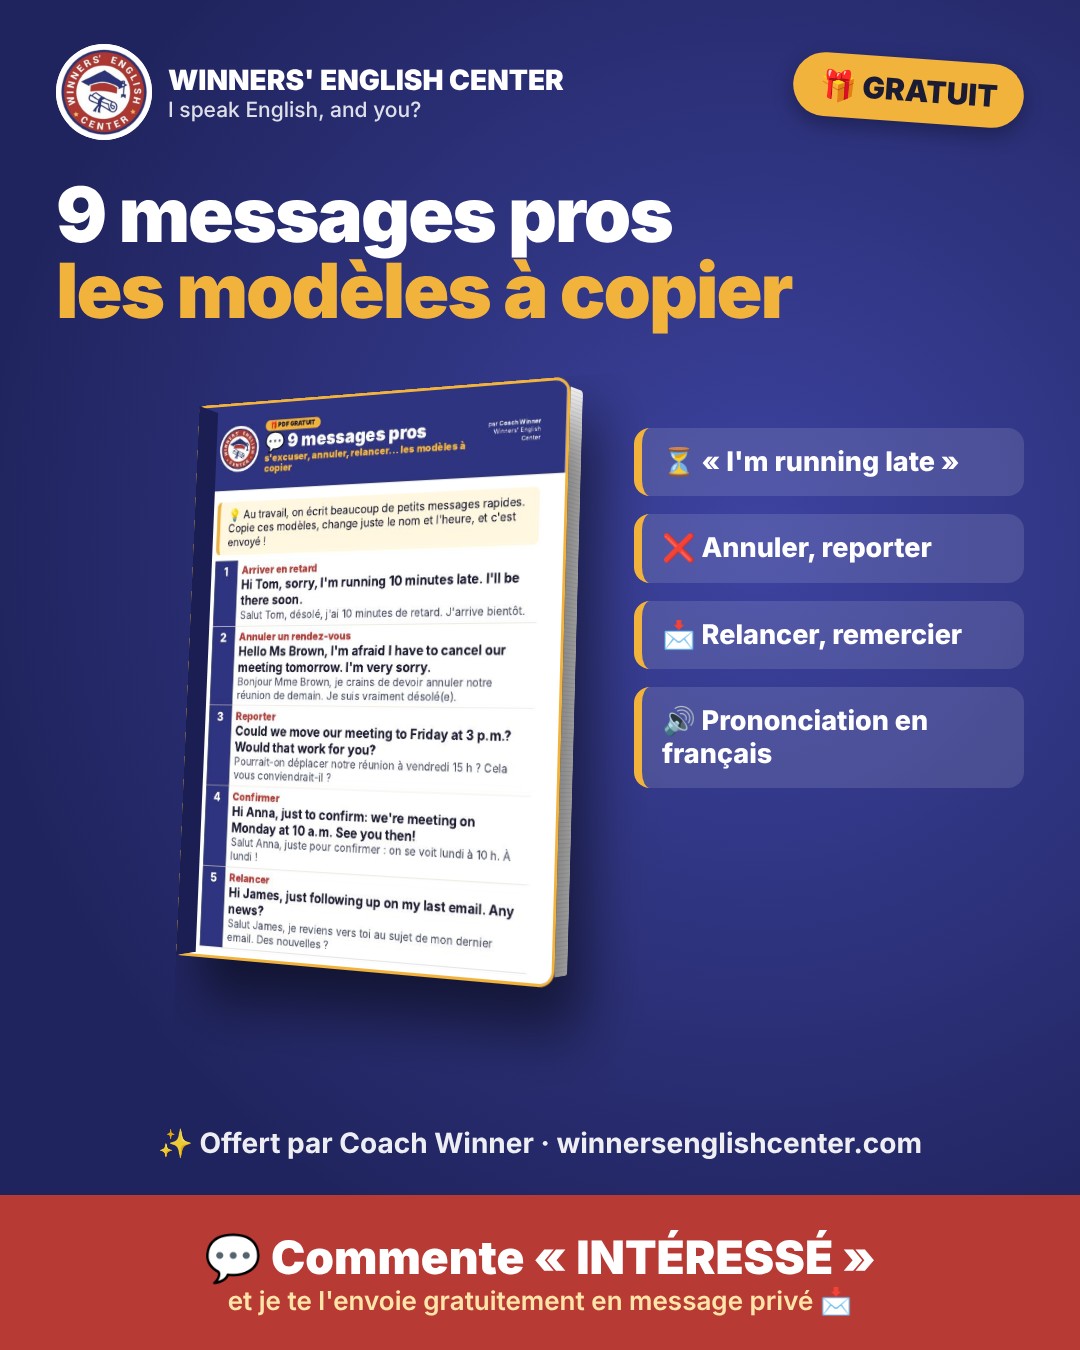 WINNERS' ENGLISH CENTER
WINNERS' ENGLISH CENTER
I speak English, and you?
🎁 GRATUIT
9 messages pros
les modèles à copier
🎁 PDF GRATUIT
💬 9 messages pros
s'excuser, annuler, relancer... les modèles à
copier
par Coach Winner
Winners' English
Center
💡 Au travail, on écrit beaucoup de petits messages rapides.
Copie ces modèles, change juste le nom et l'heure, et c'est
envoyé !
1
Arriver en retard
Hi Tom, sorry, I'm running 10 minutes late. I'll be
there soon.
Salut Tom, désolé, j'ai 10 minutes de retard. J'arrive bientôt.
2
Annuler un rendez-vous
Hello Ms Brown, I'm afraid I have to cancel our
meeting tomorrow. I'm very sorry.
Bonjour Mme Brown, je crains de devoir annuler notre
réunion de demain. Je suis vraiment désolé(e).
3
Reporter
Could we move our meeting to Friday at 3 p.m.?
Would that work for you?
Pourrait-on déplacer notre réunion à vendredi 15 h ? Cela
vous conviendrait-il ?
4
Confirmer
Hi Anna, just to confirm: we're meeting on
Monday at 10 a.m. See you then!
Salut Anna, juste pour confirmer : on se voit lundi à 10 h. À
lundi !
5
Relancer
Hi James, just following up on my last email. Any
news?
Salut James, je reviens vers toi au sujet de mon dernier
email. Des nouvelles ?
⏳ « I'm running late »
❌ Annuler, reporter
📩 Relancer, remercier
🔊 Prononciation en
français
✨ Offert par Coach Winner · winnersenglishcenter.com
💬 Commente « INTÉRESSÉ »
et je te l'envoie gratuitement en message privé 📩